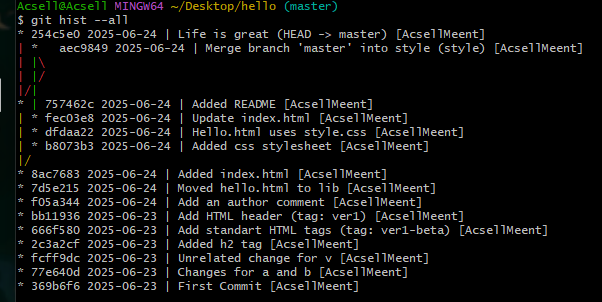 Acsell@Acsell MINGW64 ~/Desktop/hello (master)
$ git hist --all
* 254c5e0 2025-06-24 | Life is great (HEAD -> master) [AcsellMeent]
| *   aec9849 2025-06-24 | Merge branch 'master' into style (style) [AcsellMeent]
| |\
| |/
|/|
* | 757462c 2025-06-24 | Added README [AcsellMeent]
| * fec03e8 2025-06-24 | Update index.html [AcsellMeent]
| * dfdaa22 2025-06-24 | Hello.html uses style.css [AcsellMeent]
| * b8073b3 2025-06-24 | Added css stylesheet [AcsellMeent]
|/
* 8ac7683 2025-06-24 | Added index.html [AcsellMeent]
* 7d5e215 2025-06-24 | Moved hello.html to lib [AcsellMeent]
* f05a344 2025-06-24 | Add an author comment [AcsellMeent]
* bb11936 2025-06-23 | Add HTML header (tag: ver1) [AcsellMeent]
* 666f580 2025-06-23 | Add standart HTML tags (tag: ver1-beta) [AcsellMeent]
* 2c3a2cf 2025-06-23 | Added h2 tag [AcsellMeent]
* fcff9dc 2025-06-23 | Unrelated change for v [AcsellMeent]
* 77e640d 2025-06-23 | Changes for a and b [AcsellMeent]
* 369b6f6 2025-06-23 | First Commit [AcsellMeent]